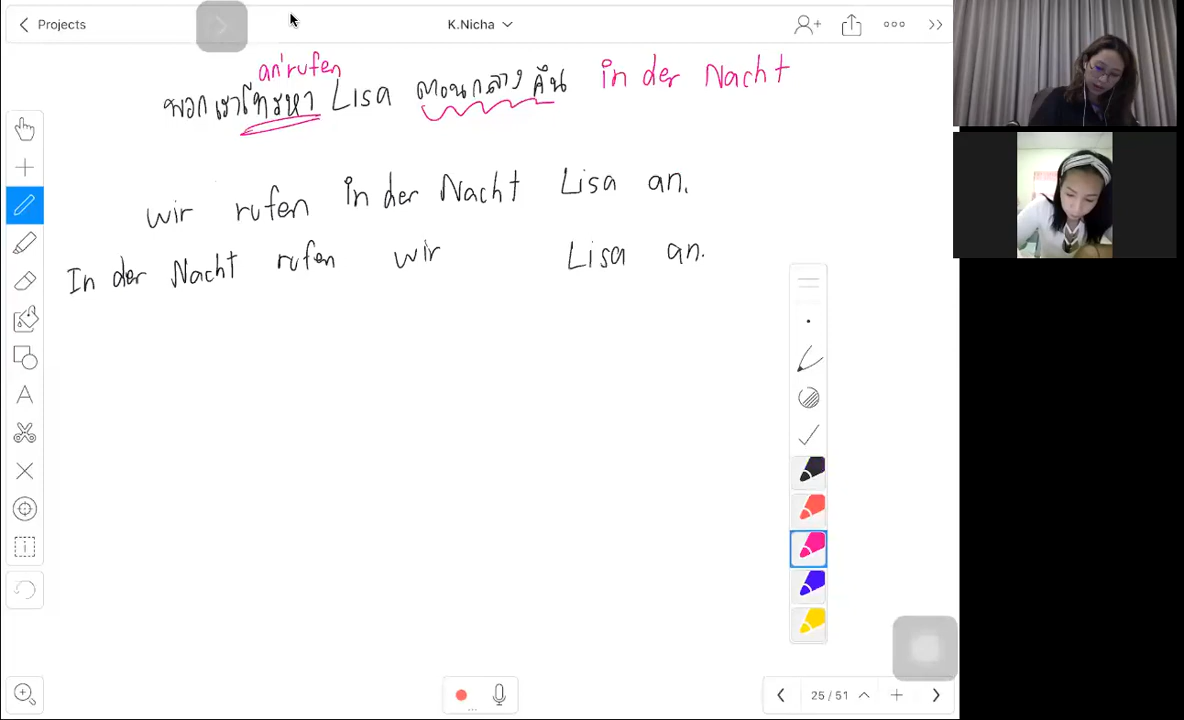 Projects
K.Nicha
an'rufen
พวกเราโทรหา Lisa ตอนกลางคืน in der Nacht
wir rufen in der Nacht Lisa an.
In der Nacht rufen wir Lisa an.
25 / 51